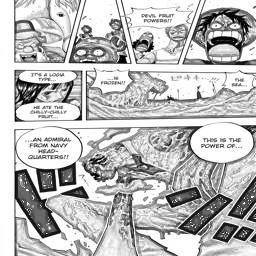 DEVIL FRUIT
POWERS!!
THE
SEA...
...IS
FROZEN!!
IT'S A LOGIA
TYPE...
HE ATE THE
CHILLY-CHILLY
FRUIT...
THIS IS THE
POWER OF...
...AN ADMIRAL
FROM NAVY
HEAD-
QUARTERS!!